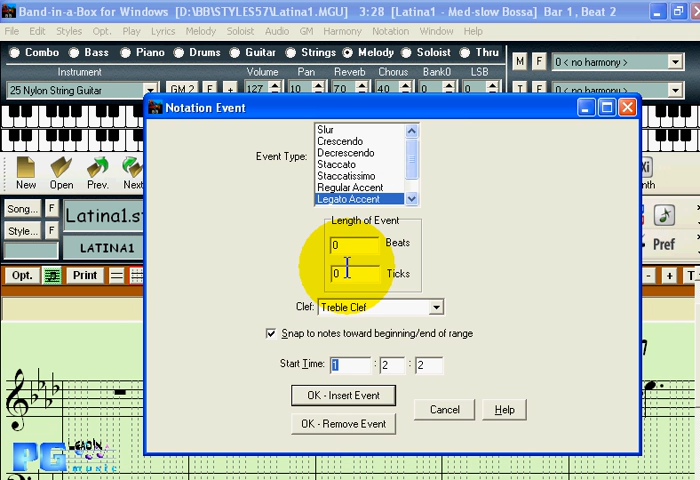 Band-in-a-Box for Windows [D:\BB\STYLES57\Latina1.MGU] 3:28 [Latina1 - Med-slow Bossa] Bar 1, Beat 2
File Edit Styles Opt. Play Melody Soloist GM Harmony Notation Window Help
Combo Bass Piano Drums Guitar Strings Melody Soloist Thru
Instrument Volume Pan Reverb Chorus Bank0 LSB
M F 0 < no harmony >
25 Nylon String Guitar GM 2 F + 127 10 70 40 0 0
T 0 < no harmony >
Notation Event
Event Type:
Slur
Crescendo
Decrescendo
Staccato
Staccatissimo
Regular Accent
Legato Accent
New Open Prev. Next
Length of Event
0 Beats
0 Ticks
Song... F
Style... F
Latina1.st
LATINA1
Pref
Opt. Print - + T
Clef: Treble Clef
Snap to notes toward beginning/end of range
Start Time: 1 : 2 : 2
OK - Insert Event
OK - Remove Event
Cancel Help
LEADIN
PG music